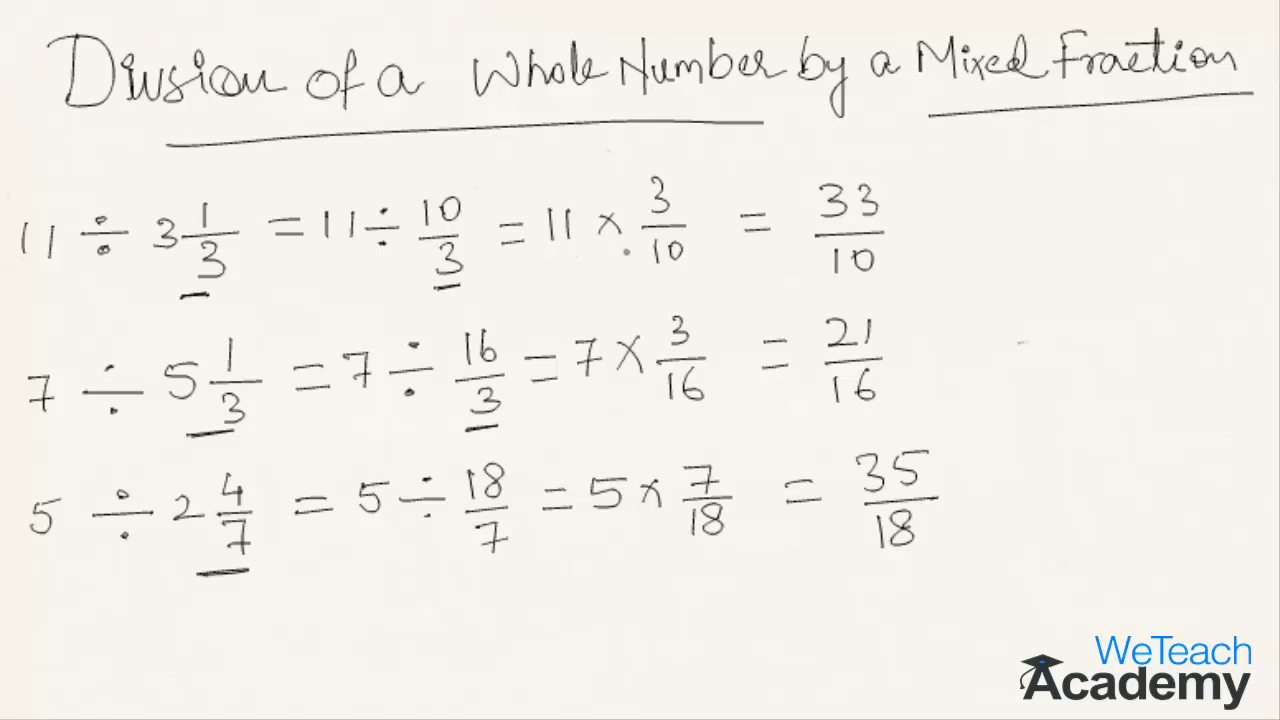 Division of a Whole Number by a Mixed Fraction
11 ÷ 3 1/3 = 11 ÷ 10/3 = 11 × 3/10 = 33/10
7 ÷ 5 1/3 = 7 ÷ 16/3 = 7 × 3/16 = 21/16
5 ÷ 2 4/7 = 5 ÷ 18/7 = 5 × 7/18 = 35/18
WeTeach
Academy